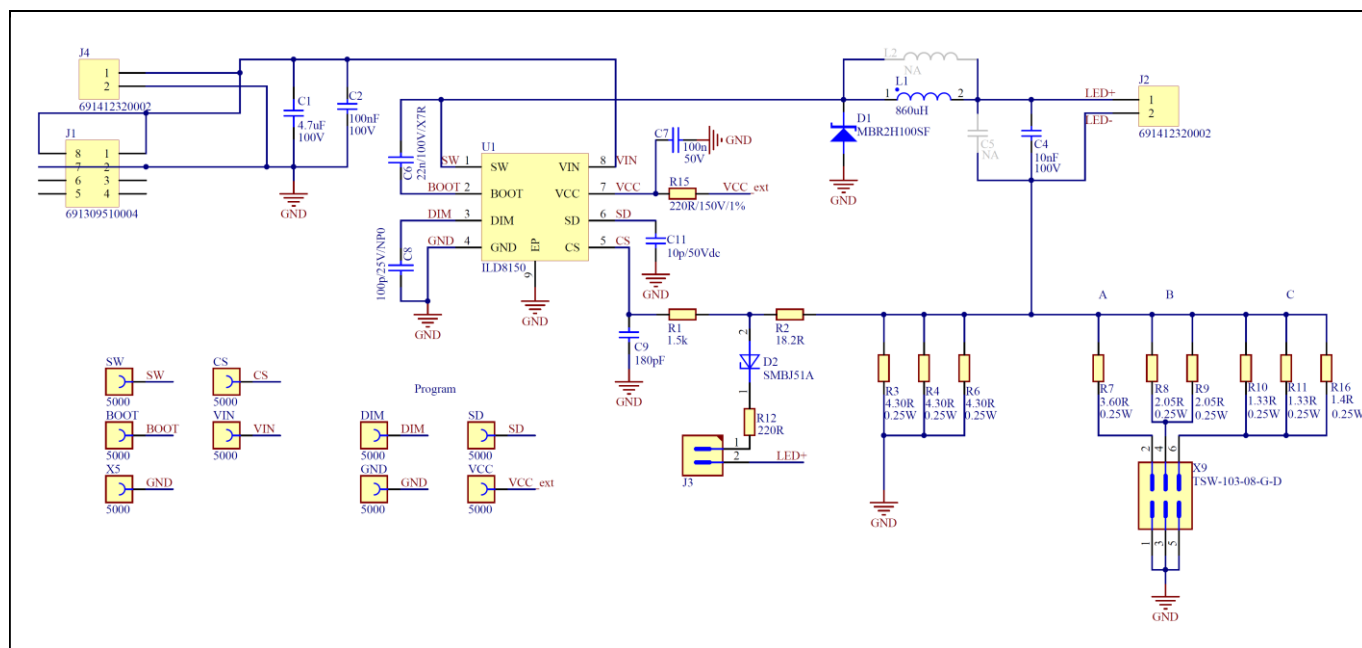 J4
1
2
691412320002
J1
8
7
6
5
1
2
3
4
691309510004
GND
C1
4.7uF
100V
C2
100nF
100V
C6
22n/100V/X7R
SW
1
BOOT
2
DIM
3
GND
4
U1
SW
BOOT
DIM
GND
EP
VIN
VCC
SD
CS
ILD8150
9
GND
8
VIN
7
VCC
6
SD
5
CS
C8
100p/25V/NP0
GND
C7
100n
50V
GND
R15
220R/150V/1%
VCC_ext
C11
10p/50Vdc
GND
L2
NA
L1
1
2
860uH
D1
MBR2H100SF
GND
C5
NA
C4
10nF
100V
LED+
LED-
J2
1
2
691412320002
R1
1.5k
R2
18.2R
C9
180pF
GND
2
D2
SMBJ51A
1
R12
220R
1
2
LED+
J3
R3
4.30R
0.25W
R4
4.30R
0.25W
R6
4.30R
0.25W
GND
A
B
C
R7
3.60R
0.25W
R8
2.05R
0.25W
R9
2.05R
0.25W
R10
1.33R
0.25W
R11
1.33R
0.25W
R16
1.4R
0.25W
2
4
6
X9
TSW-103-08-G-D
1
3
5
GND
SW
SW
5000
CS
CS
5000
BOOT
BOOT
5000
VIN
VIN
5000
X5
GND
5000
Program
DIM
DIM
5000
SD
SD
5000
GND
GND
5000
VCC
VCC_ext
5000